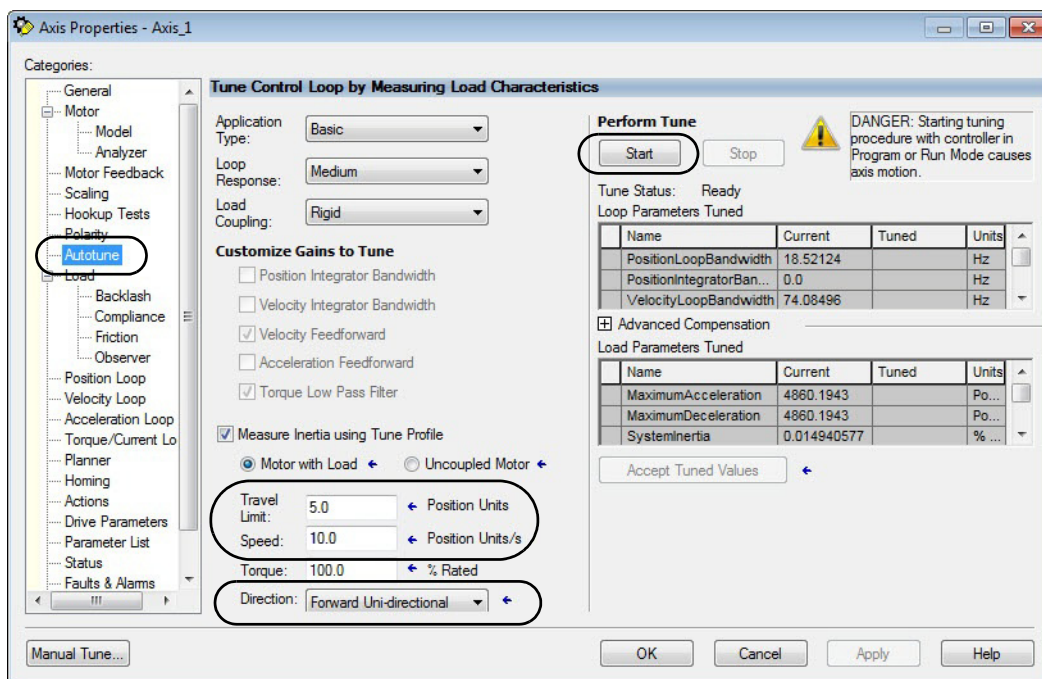 Axis Properties - Axis_1
Categories:
General
Motor
Model
Analyzer
Motor Feedback
Scaling
Hookup Tests
Polarity
Autotune
Load
Backlash
Compliance
Friction
Observer
Position Loop
Velocity Loop
Acceleration Loop
Torque/Current Lo
Planner
Homing
Actions
Drive Parameters
Parameter List
Status
Faults & Alarms
Tune Control Loop by Measuring Load Characteristics
Application Type: Basic
Loop Response: Medium
Load Coupling: Rigid
Customize Gains to Tune
Position Integrator Bandwidth
Velocity Integrator Bandwidth
Velocity Feedforward
Acceleration Feedforward
Torque Low Pass Filter
Measure Inertia using Tune Profile
Motor with Load Uncoupled Motor
Travel Limit: 5.0 Position Units
Speed: 10.0 Position Units/s
Torque: 100.0 % Rated
Direction: Forward Uni-directional
Perform Tune
Start Stop
DANGER: Starting tuning
procedure with controller in
Program or Run Mode causes
axis motion.
Tune Status: Ready
Loop Parameters Tuned
Name Current Tuned Units
PositionLoopBandwidth 18.52124 Hz
PositionIntegratorBan... 0.0 Hz
VelocityLoopBandwidth 74.08496 Hz
Advanced Compensation
Load Parameters Tuned
Name Current Tuned Units
MaximumAcceleration 4860.1943 Po...
MaximumDeceleration 4860.1943 Po...
SystemInertia 0.014940577 % ...
Accept Tuned Values
Manual Tune... OK Cancel Apply Help